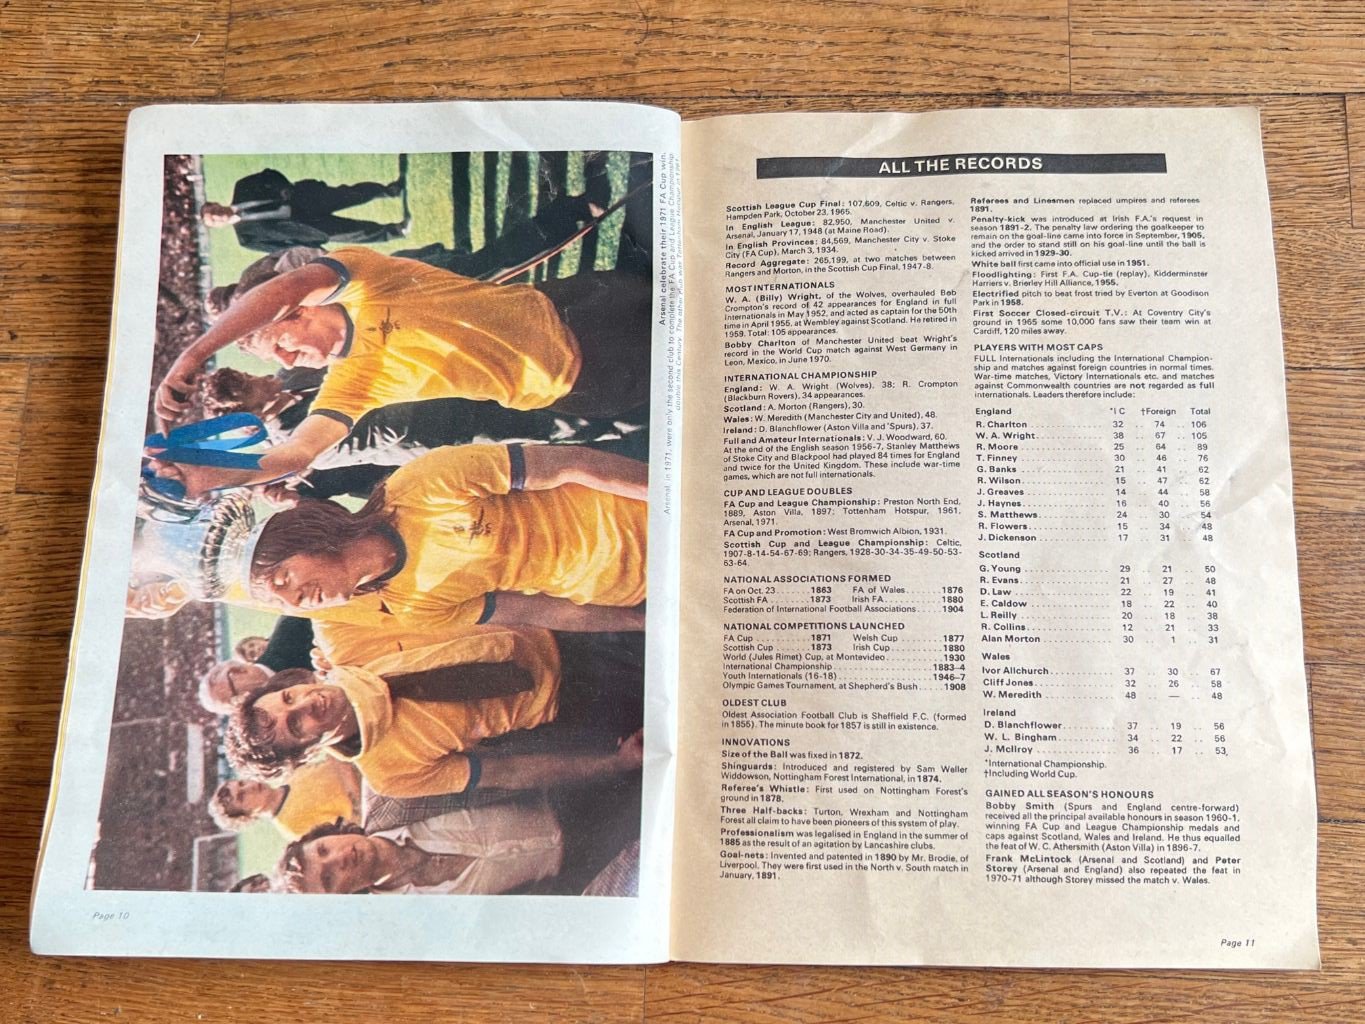 Arsenal celebrate their 1971 FA Cup win.
Arsenal, in 1971, were only the second club to complete the FA Cup and League Championship
double this Century. The other club was Tottenham Hotspur in 1961.
Page 10
ALL THE RECORDS
Scottish League Cup Final: 107,609, Celtic v. Rangers,
Hampden Park, October 23, 1965.
In English League: 82,950, Manchester United v.
Arsenal, January 17, 1948 (at Maine Road).
In English Provinces: 84,569, Manchester City v. Stoke
City (FA Cup), March 3, 1934.
Record Aggregate: 265,199, at two matches between
Rangers and Morton, in the Scottish Cup Final, 1947-8.
MOST INTERNATIONALS
W. A. (Billy) Wright, of the Wolves, overhauled Bob
Crompton's record of 42 appearances for England in full
Internationals in May 1952, and acted as captain for the 50th
time in April 1955, at Wembley against Scotland. He retired in
1959. Total: 105 appearances.
Bobby Charlton of Manchester United beat Wright's
record in the World Cup match against West Germany in
Leon, Mexico, in June 1970.
INTERNATIONAL CHAMPIONSHIP
England: W. A. Wright (Wolves), 38; R. Crompton
(Blackburn Rovers), 34 appearances.
Scotland: A. Morton (Rangers), 30.
Wales: W. Meredith (Manchester City and United), 48.
Ireland: D. Blanchflower (Aston Villa and 'Spurs), 37.
Full and Amateur Internationals: V. J. Woodward, 60.
At the end of the English season 1956-7, Stanley Matthews
of Stoke City and Blackpool had played 84 times for England
and twice for the United Kingdom. These include war-time
games, which are not full internationals.
CUP AND LEAGUE DOUBLES
FA Cup and League Championship: Preston North End,
1889, Aston Villa, 1897; Tottenham Hotspur, 1961,
Arsenal, 1971.
FA Cup and Promotion: West Bromwich Albion, 1931.
Scottish Cup and League Championship: Celtic,
1907-8-14-54-67-69; Rangers, 1928-30-34-35-49-50-53-
63-64.
NATIONAL ASSOCIATIONS FORMED
FA on Oct. 23.......1863 FA of Wales.......1876
Scottish FA.........1873 Irish FA..........1880
Federation of International Football Associations....1904
NATIONAL COMPETITIONS LAUNCHED
FA Cup..........1871 Welsh Cup.......1877
Scottish Cup......1873 Irish Cup........1880
World (Jules Rimet) Cup, at Montevideo...........1930
International Championship...................1883-4
Youth Internationals (16-18)..................1946-7
Olympic Games Tournament, at Shepherd's Bush.....1908
OLDEST CLUB
Oldest Association Football Club is Sheffield F.C. (formed
in 1855). The minute book for 1857 is still in existence.
INNOVATIONS
Size of the Ball was fixed in 1872.
Shinguards: Introduced and registered by Sam Weller
Widdowson, Nottingham Forest International, in 1874.
Referee's Whistle: First used on Nottingham Forest's
ground in 1878.
Three Half-backs: Turton, Wrexham and Nottingham
Forest all claim to have been pioneers of this system of play.
Professionalism was legalised in England in the summer of
1885 as the result of an agitation by Lancashire clubs.
Goal-nets: Invented and patented in 1890 by Mr. Brodie, of
Liverpool. They were first used in the North v. South match in
January, 1891.
Referees and Linesmen replaced umpires and referees
1891.
Penalty-kick was introduced at Irish F.A.'s request in
season 1891-2. The penalty law ordering the goalkeeper to
remain on the goal-line came into force in September, 1905,
and the order to stand still on his goal-line until the ball is
kicked arrived in 1929-30.
White ball first came into official use in 1951.
Floodlighting: First F.A. Cup-tie (replay), Kidderminster
Harriers v. Brierley Hill Alliance, 1955.
Electrified pitch to beat frost tried by Everton at Goodison
Park in 1958.
First Soccer Closed-circuit T.V.: At Coventry City's
ground in 1965 some 10,000 fans saw their team win at
Cardiff, 120 miles away.
PLAYERS WITH MOST CAPS
FULL Internationals including the International Champion-
ship and matches against foreign countries in normal times.
War-time matches, Victory Internationals etc. and matches
against Commonwealth countries are not regarded as full
internationals. Leaders therefore include:
England *I C †Foreign Total
R. Charlton 32 74 106
W. A. Wright 38 67 105
R. Moore 25 64 89
T. Finney 30 46 76
G. Banks 21 41 62
R. Wilson 15 47 62
J. Greaves 14 44 58
J. Haynes 16 40 56
S. Matthews 24 30 54
R. Flowers 15 34 48
J. Dickenson 17 31 48
Scotland
G. Young 29 21 50
R. Evans 21 27 48
D. Law 22 19 41
E. Caldow 18 22 40
L. Reilly 20 18 38
R. Collins 12 21 33
Alan Morton 30 1 31
Wales
Ivor Allchurch 37 30 67
Cliff Jones 32 26 58
W. Meredith 48 — 48
Ireland
D. Blanchflower 37 19 56
W. L. Bingham 34 22 56
J. McIlroy 36 17 53,
*International Championship.
†Including World Cup.
GAINED ALL SEASON'S HONOURS
Bobby Smith (Spurs and England centre-forward)
received all the principal available honours in season 1960-1,
winning FA Cup and League Championship medals and
caps against Scotland, Wales and Ireland. He thus equalled
the feat of W. C. Athersmith (Aston Villa) in 1896-7.
Frank McLintock (Arsenal and Scotland) and Peter
Storey (Arsenal and England) also repeated the feat in
1970-71 although Storey missed the match v. Wales.
Page 11